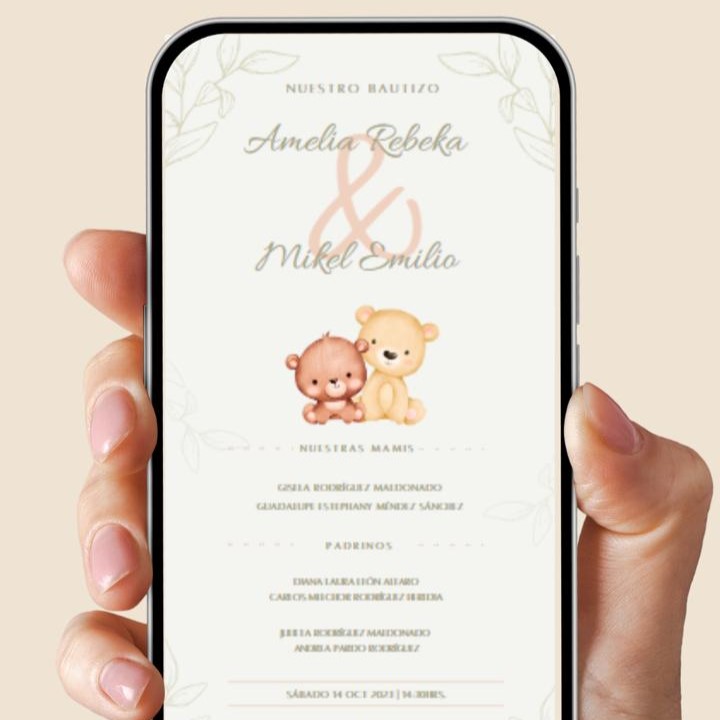 NUESTRO BAUTIZO
Amelia Rebeka
&
Mikel Emilio
NUESTRAS MAMIS
GISELA RODRÍGUEZ MALDONADO
GUADALUPE ESTEPHANY MÉNDEZ SÁNCHEZ
PADRINOS
DIANA LAURA LEÓN ALFARO
CARLOS MELCHOR RODRÍGUEZ HEREDIA
JULIETA RODRÍGUEZ MALDONADO
ANDREA PARDO RODRÍGUEZ
SÁBADO 14 OCT 2023 | 14:30HRS.